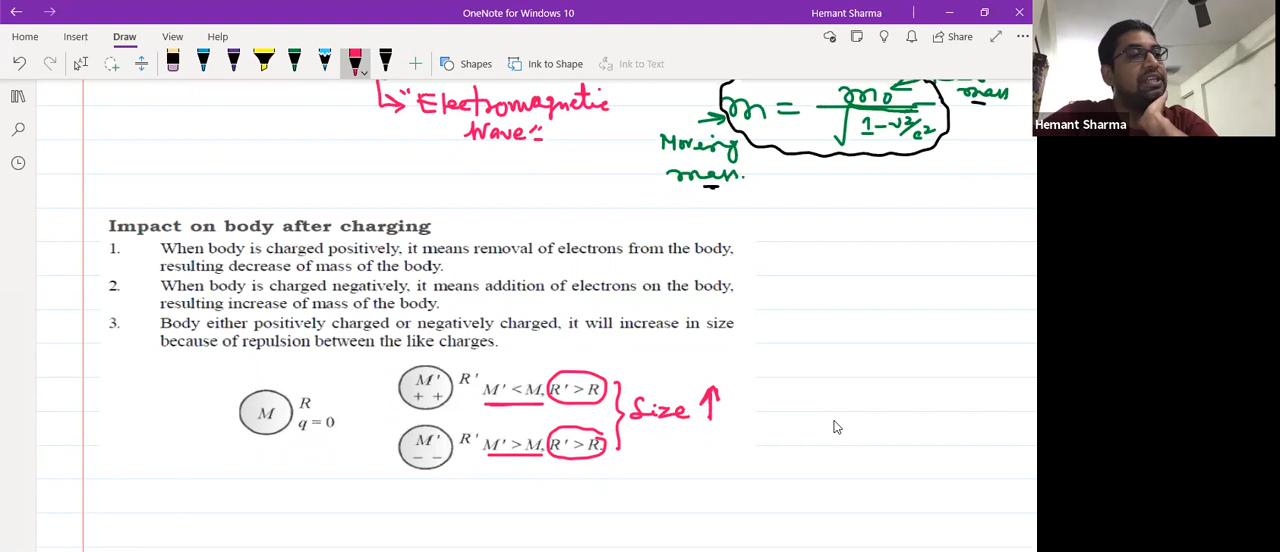 OneNote for Windows 10
Hemant Sharma
Home
Insert
Draw
View
Help
Share
Shapes
Ink to Shape
Ink to Text
"Electromagnetic
Wave"
m = m₀ / √(1-v²/c²)
mass
Moving
mass.
Hemant Sharma
Impact on body after charging
1. When body is charged positively, it means removal of electrons from the body,
resulting decrease of mass of the body.
2. When body is charged negatively, it means addition of electrons on the body,
resulting increase of mass of the body.
3. Body either positively charged or negatively charged, it will increase in size
because of repulsion between the like charges.
M R
q = 0
M' R' M' < M, R' > R
+ +
M' R' M' > M, R' > R.
– –
Size ↑